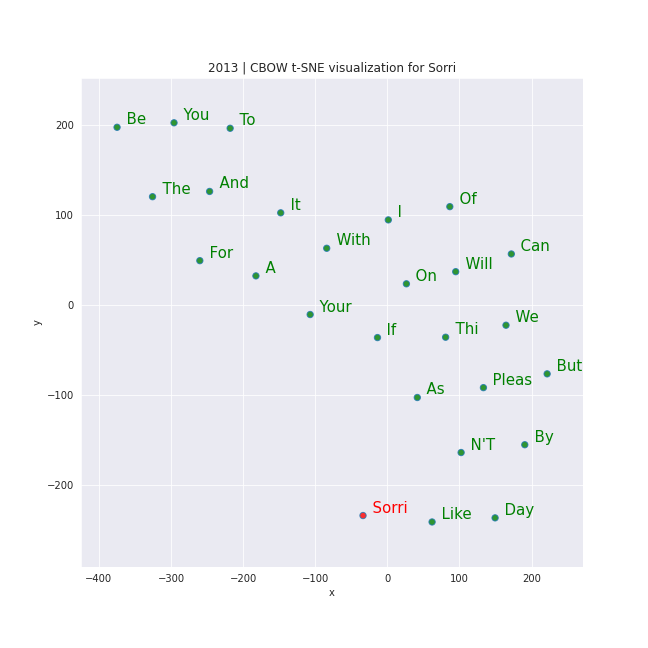 2013 | CBOW t-SNE visualization for Sorri
200
100
0
−100
−200
−400
−300
−200
−100
0
100
200
x
y
Be
You
To
The
And
It
I
Of
For
A
With
On
Will
Can
Your
If
Thi
We
As
Pleas
But
N'T
By
Sorri
Like
Day